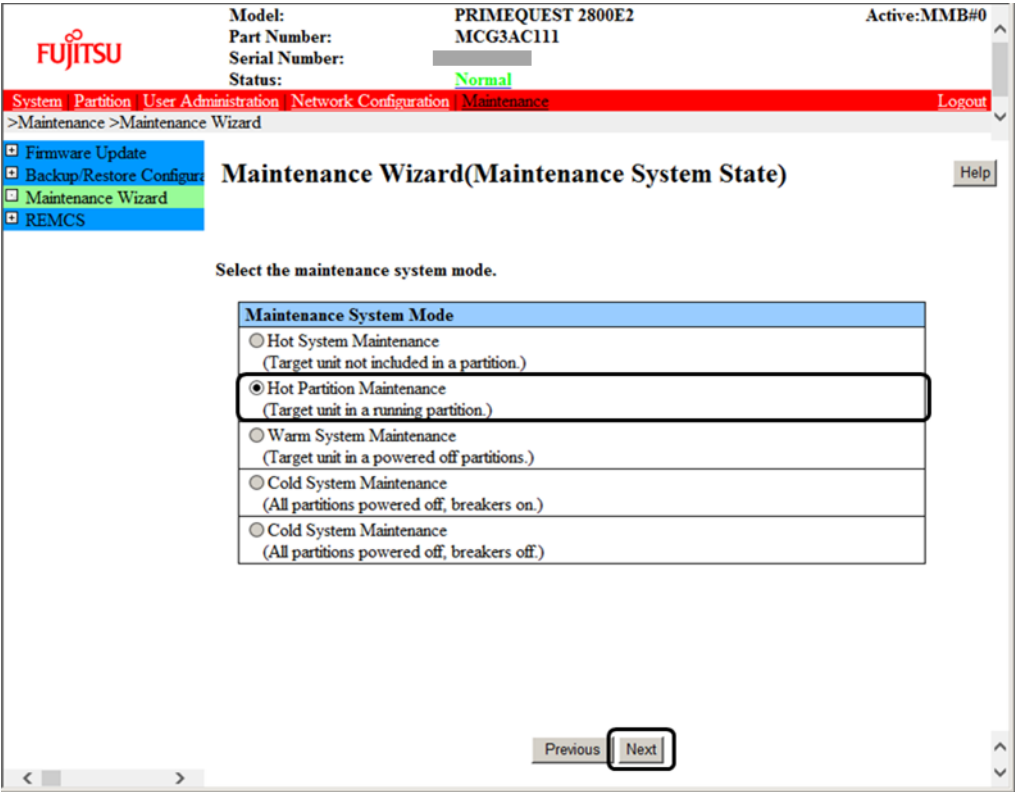 FUJITSU
Model: PRIMEQUEST 2800E2 Active:MMB#0
Part Number: MCG3AC111
Serial Number:
Status: Normal
System | Partition | User Administration | Network Configuration | Maintenance Logout
>Maintenance >Maintenance Wizard
Firmware Update
Backup/Restore Configura
Maintenance Wizard
REMCS
Maintenance Wizard(Maintenance System State)
Help
Select the maintenance system mode.
Maintenance System Mode
Hot System Maintenance
(Target unit not included in a partition.)
Hot Partition Maintenance
(Target unit in a running partition.)
Warm System Maintenance
(Target unit in a powered off partitions.)
Cold System Maintenance
(All partitions powered off, breakers on.)
Cold System Maintenance
(All partitions powered off, breakers off.)
Previous Next